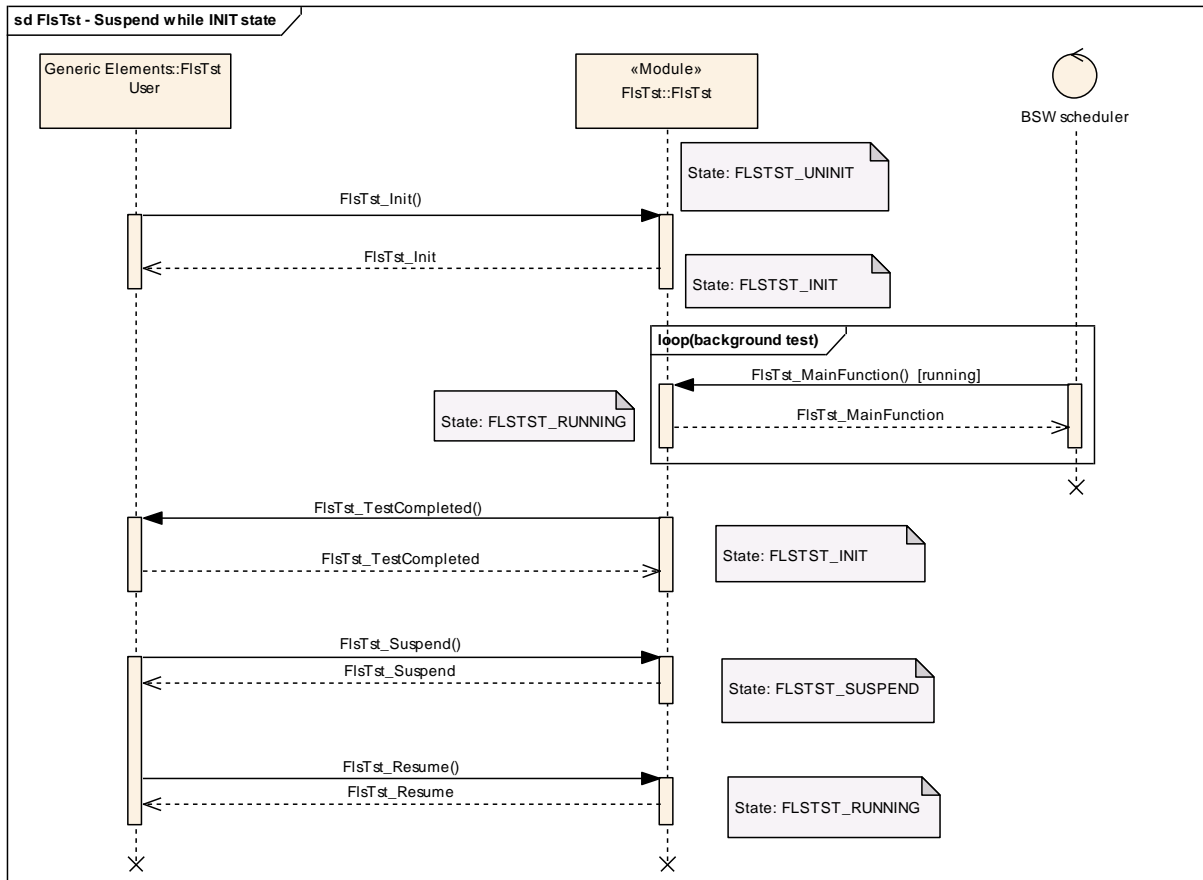 sd FlsTst - Suspend while INIT state
Generic Elements::FlsTst
User
«Module»
FlsTst::FlsTst
BSW scheduler
State: FLSTST_UNINIT
FlsTst_Init()
FlsTst_Init
State: FLSTST_INIT
loop(background test)
FlsTst_MainFunction() [running]
State: FLSTST_RUNNING
FlsTst_MainFunction
FlsTst_TestCompleted()
State: FLSTST_INIT
FlsTst_TestCompleted
FlsTst_Suspend()
FlsTst_Suspend
State: FLSTST_SUSPEND
FlsTst_Resume()
FlsTst_Resume
State: FLSTST_RUNNING